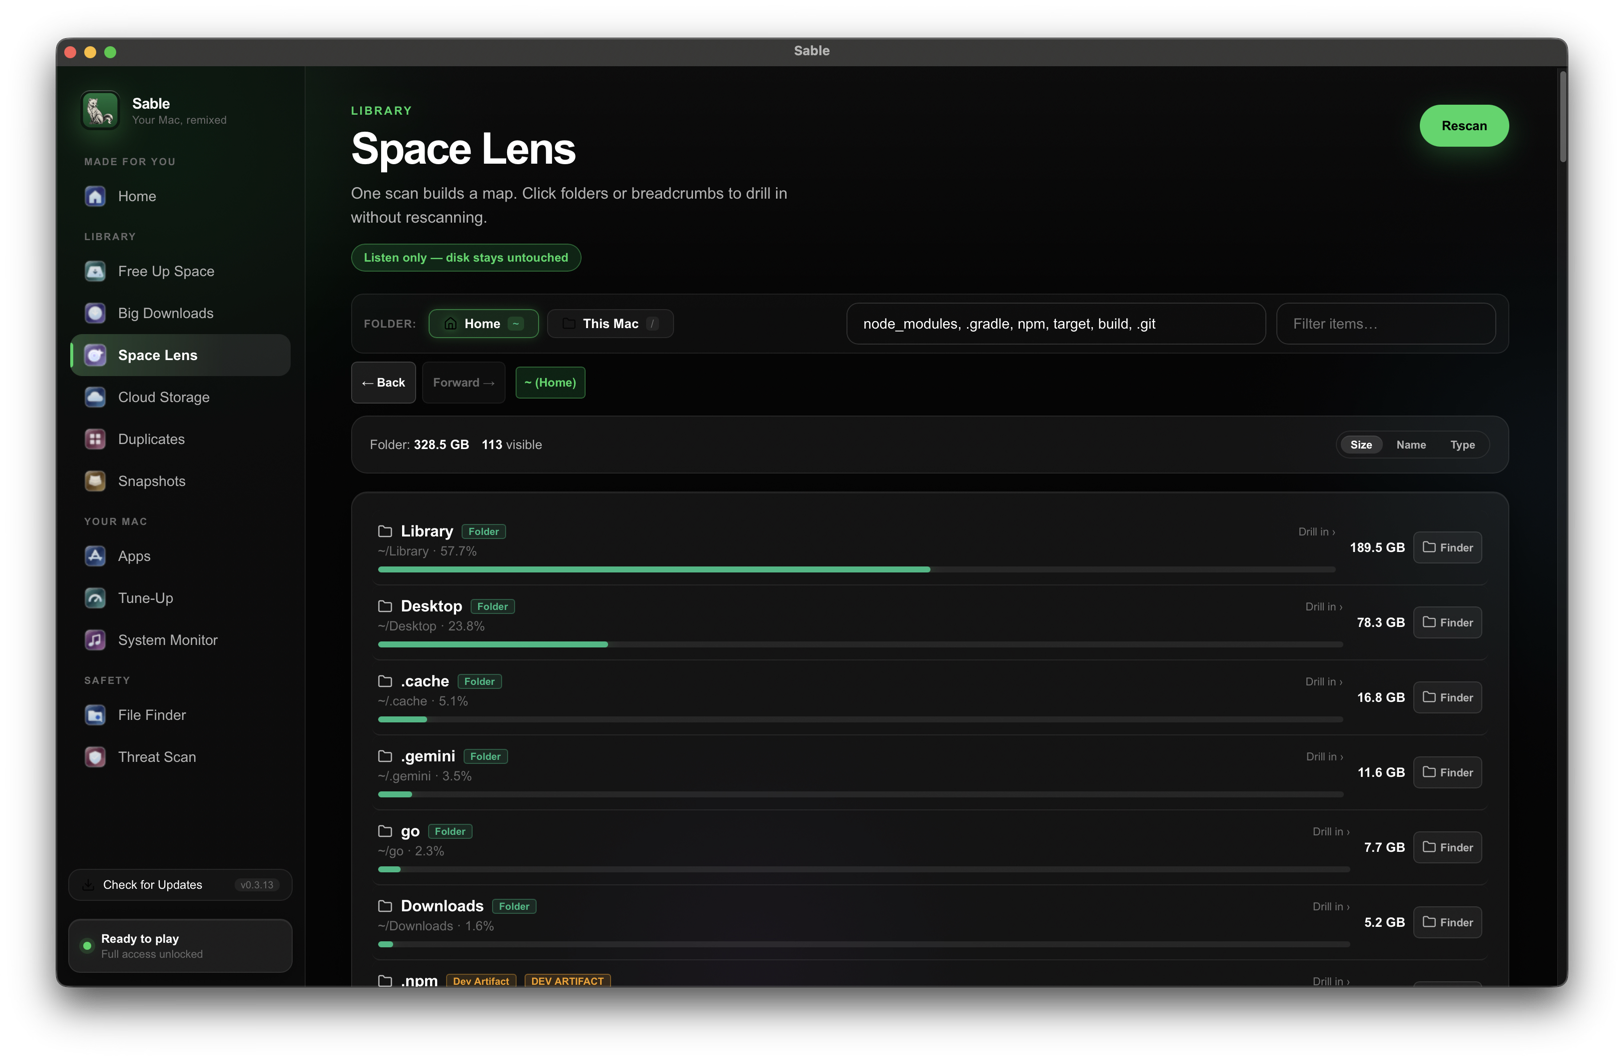 Sable
Sable
Your Mac, remixed
MADE FOR YOU
Home
LIBRARY
Free Up Space
Big Downloads
Space Lens
Cloud Storage
Duplicates
Snapshots
YOUR MAC
Apps
Tune-Up
System Monitor
SAFETY
File Finder
Threat Scan
Check for Updates v0.3.13
Ready to play
Full access unlocked
LIBRARY
Space Lens
Rescan
One scan builds a map. Click folders or breadcrumbs to drill in
without rescanning.
Listen only — disk stays untouched
FOLDER: Home ~ This Mac / node_modules, .gradle, npm, target, build, .git Filter items…
← Back Forward → ~ (Home)
Folder: 328.5 GB 113 visible Size Name Type
Library Folder Drill in ›
~/Library · 57.7% 189.5 GB Finder
Desktop Folder Drill in ›
~/Desktop · 23.8% 78.3 GB Finder
.cache Folder Drill in ›
~/.cache · 5.1% 16.8 GB Finder
.gemini Folder Drill in ›
~/.gemini · 3.5% 11.6 GB Finder
go Folder Drill in ›
~/go · 2.3% 7.7 GB Finder
Downloads Folder Drill in ›
~/Downloads · 1.6% 5.2 GB Finder
.npm Dev Artifact DEV ARTIFACT Drill in ›